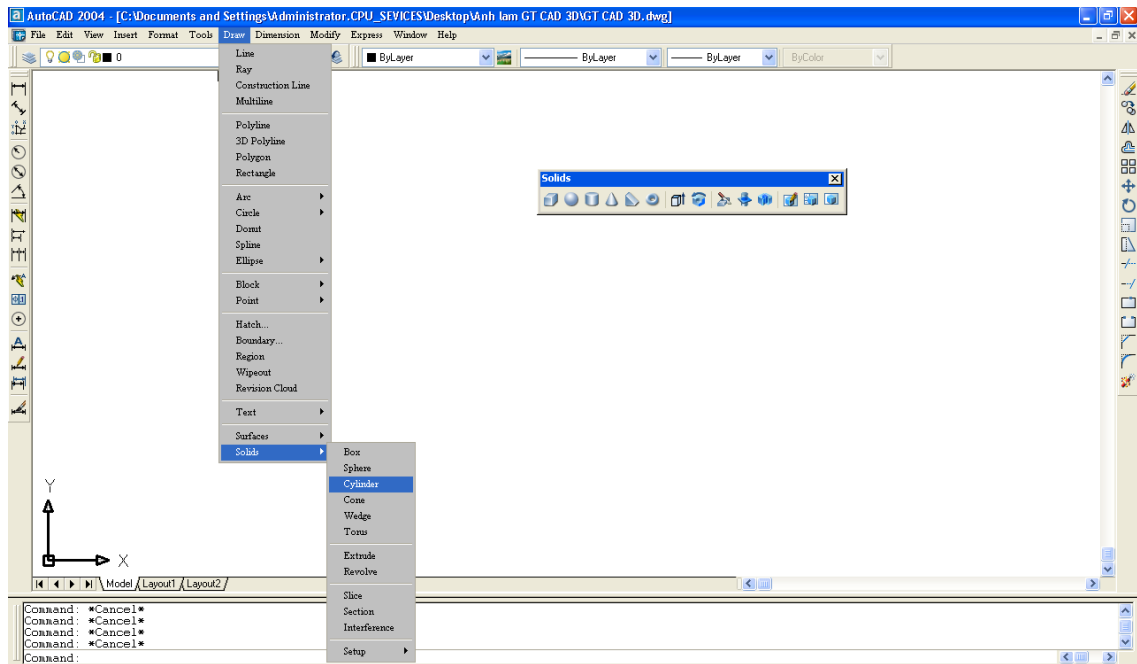 AutoCAD 2004 - [C:\Documents and Settings\Administrator.CPU_SEVICES\Desktop\Anh lam GT CAD 3D\GT CAD 3D.dwg]
File Edit View Insert Format Tools Draw Dimension Modify Express Window Help
0 ByLayer ByLayer ByLayer ByColor
Line
Ray
Construction Line
Multiline
Polyline
3D Polyline
Polygon
Rectangle
Arc
Circle
Donut
Spline
Ellipse
Block
Point
Hatch...
Boundary...
Region
Wipeout
Revision Cloud
Text
Surfaces
Solids
Box
Sphere
Cylinder
Cone
Wedge
Torus
Extrude
Revolve
Slice
Section
Interference
Setup
Solids
Y
X
Model Layout1 Layout2
Command: *Cancel*
Command: *Cancel*
Command: *Cancel*
Command: *Cancel*
Command: